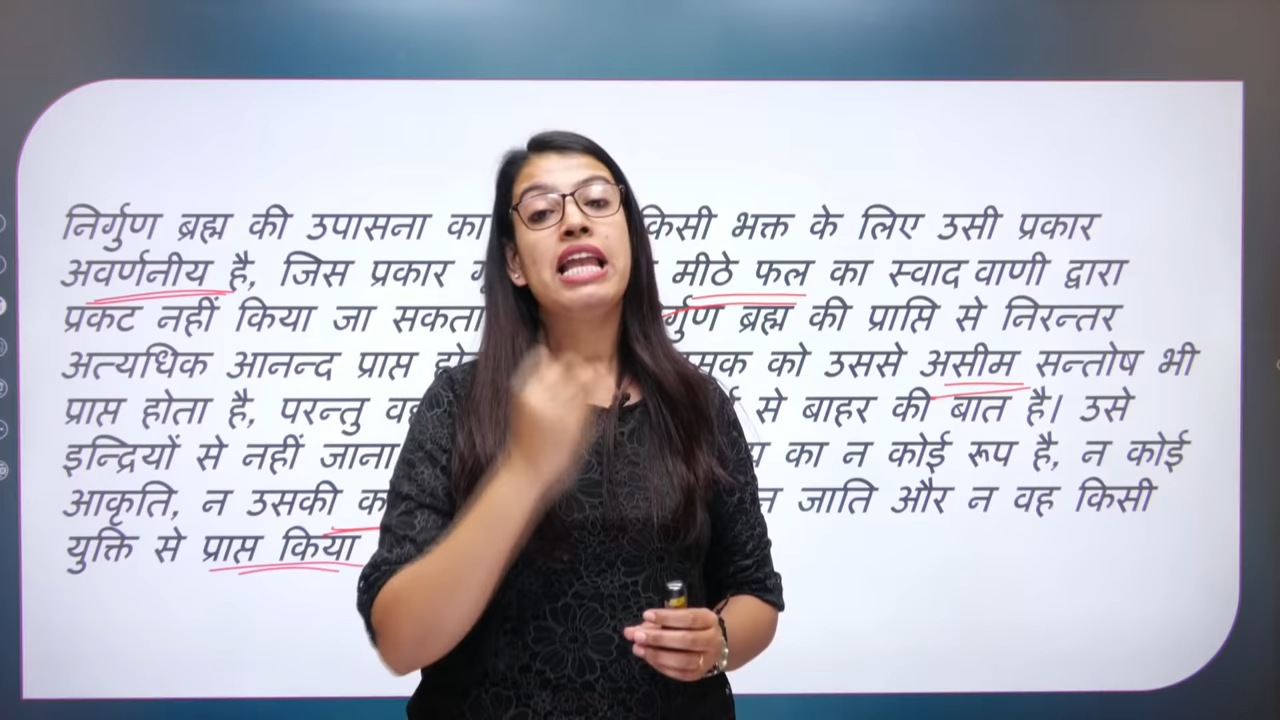 निर्गुण ब्रह्म की उपासना का किसी भक्त के लिए उसी प्रकार
अवर्णनीय है, जिस प्रकार मीठे फल का स्वाद वाणी द्वारा
प्रकट नहीं किया जा सकता ब्रह्म की प्राप्ति से निरन्तर
अत्यधिक आनन्द प्राप्त को उससे असीम सन्तोष भी
प्राप्त होता है, परन्तु से बाहर की बात है। उसे
इन्द्रियों से नहीं जाना का न कोई रूप है, न कोई
आकृति, न उसकी न जाति और न वह किसी
युक्ति से प्राप्त किया